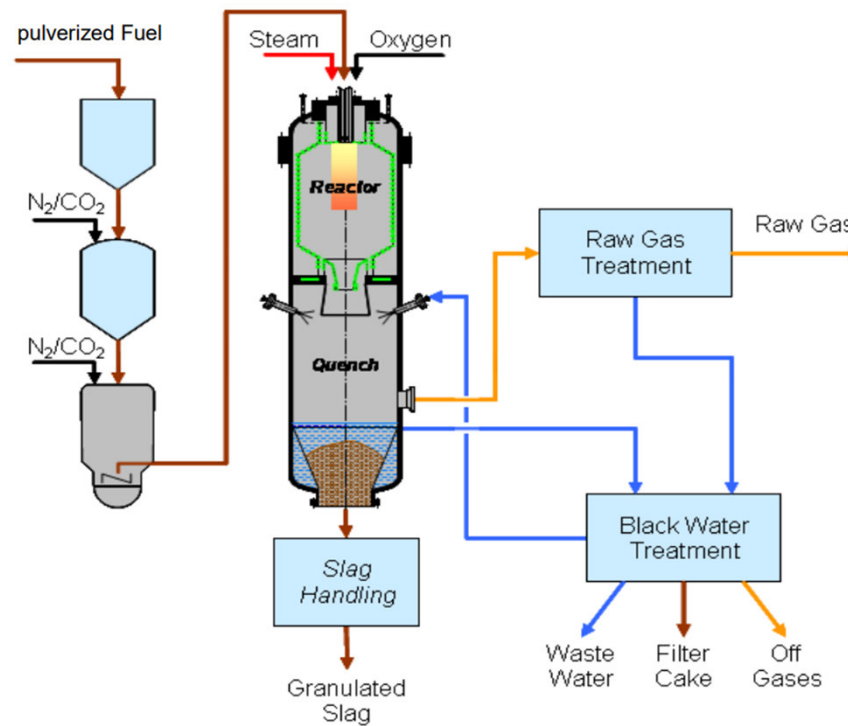 pulverized Fuel
Steam
Oxygen
N₂/CO₂
N₂/CO₂
Reactor
Quench
Raw Gas
Treatment
Raw Gas
Black Water
Treatment
Slag
Handling
Granulated
Slag
Waste
Water
Filter
Cake
Off
Gases